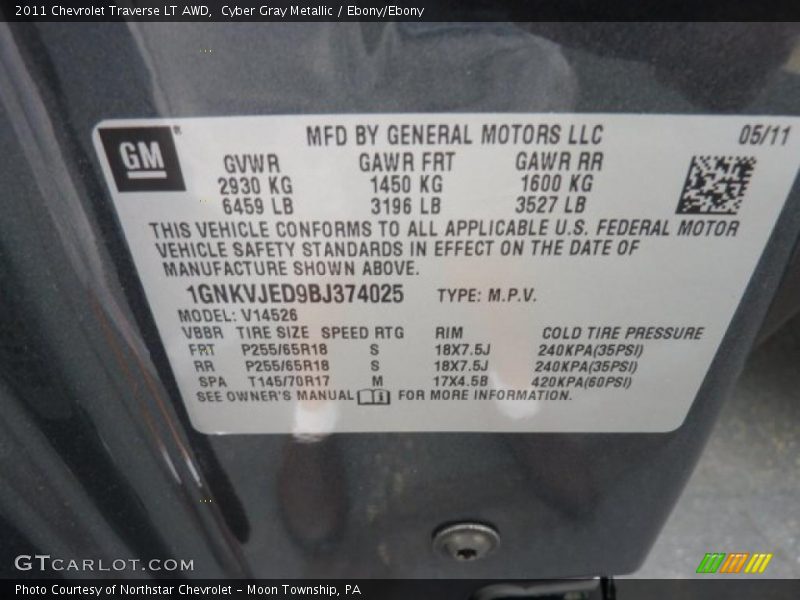 2011 Chevrolet Traverse LT AWD, Cyber Gray Metallic / Ebony/Ebony
GM
MFD BY GENERAL MOTORS LLC 05/11
GVWR GAWR FRT GAWR RR
2930 KG 1450 KG 1600 KG
6459 LB 3196 LB 3527 LB
THIS VEHICLE CONFORMS TO ALL APPLICABLE U.S. FEDERAL MOTOR
VEHICLE SAFETY STANDARDS IN EFFECT ON THE DATE OF
MANUFACTURE SHOWN ABOVE.
1GNKVJED9BJ374025 TYPE: M.P.V.
MODEL: V14526
VBBR TIRE SIZE SPEED RTG RIM COLD TIRE PRESSURE
FRT P255/65R18 S 18X7.5J 240KPA(35PSI)
RR P255/65R18 S 18X7.5J 240KPA(35PSI)
SPA T145/70R17 M 17X4.5B 420KPA(60PSI)
SEE OWNER'S MANUAL FOR MORE INFORMATION.
GTCARLOT.COM
Photo Courtesy of Northstar Chevrolet - Moon Township, PA